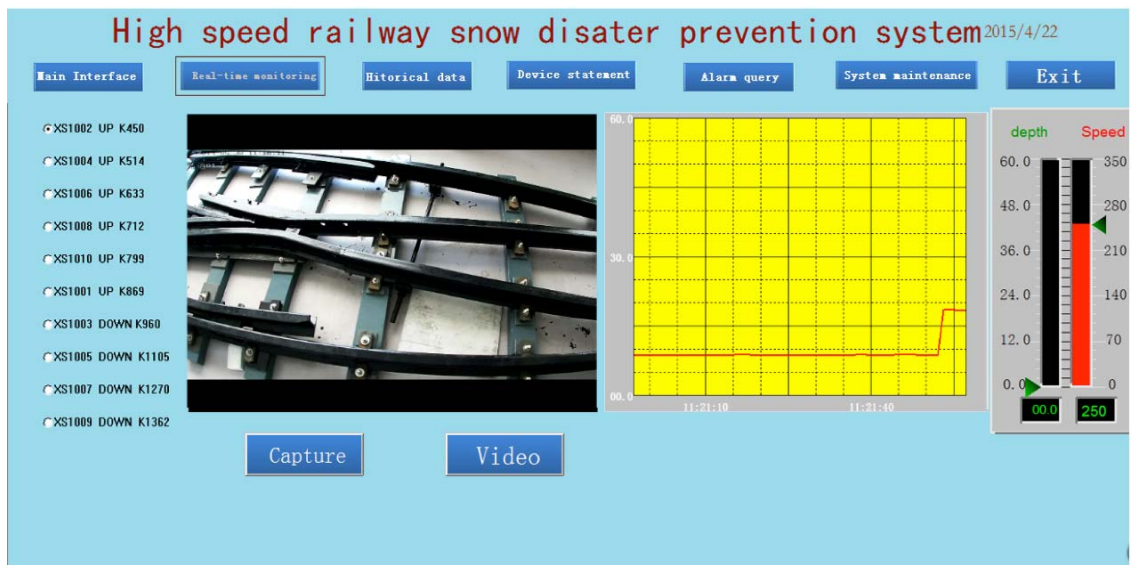 High speed railway snow disater prevention system 2015/4/22
Main Interface
Real-time monitoring
Hitorical data
Device statement
Alarm query
System maintenance
Exit
XS1002 UP K450
XS1004 UP K514
XS1006 UP K633
XS1008 UP K712
XS1010 UP K799
XS1001 UP K869
XS1003 DOWN K960
XS1005 DOWN K1105
XS1007 DOWN K1270
XS1009 DOWN K1362
Capture
Video
60.0
30.0
00.0
11:21:10
11:21:40
depth Speed
60.0 350
48.0 280
36.0 210
24.0 140
12.0 70
0.0 0
00.0 250